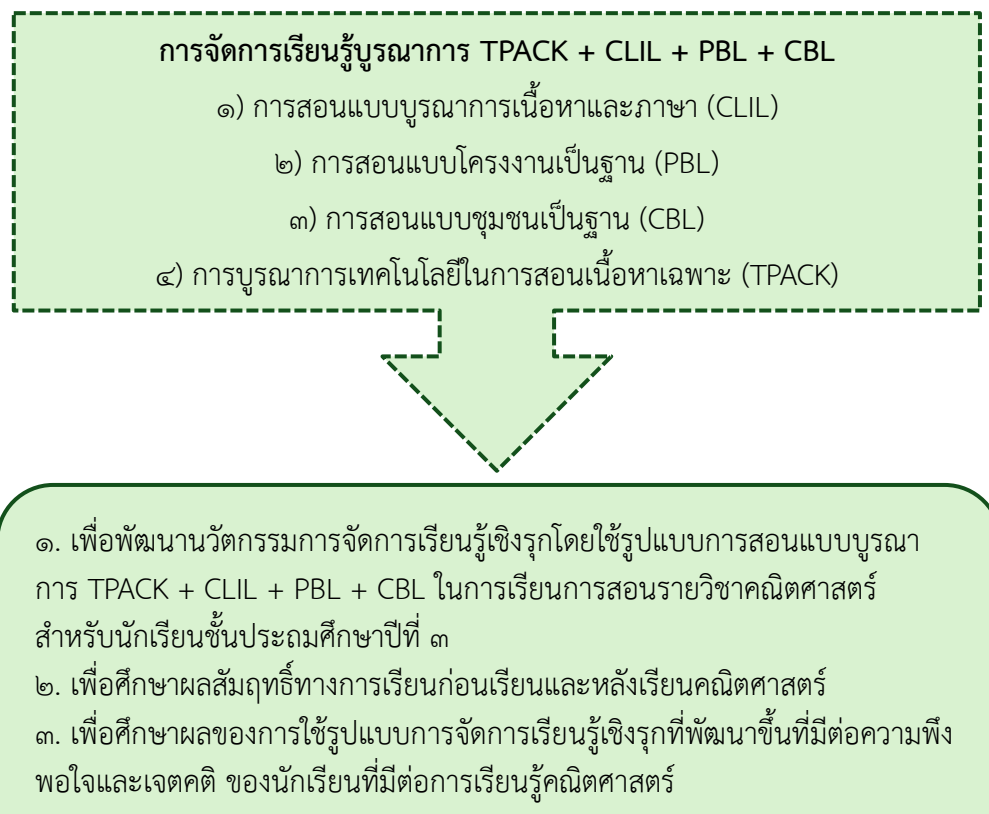 การจัดการเรียนรู้บูรณาการ TPACK + CLIL + PBL + CBL
๑) การสอนแบบบูรณาการเนื้อหาและภาษา (CLIL)
๒) การสอนแบบโครงงานเป็นฐาน (PBL)
๓) การสอนแบบชุมชนเป็นฐาน (CBL)
๔) การบูรณาการเทคโนโลยีในการสอนเนื้อหาเฉพาะ (TPACK)
๑. เพื่อพัฒนานวัตกรรมการจัดการเรียนรู้เชิงรุกโดยใช้รูปแบบการสอนแบบบูรณา
การ TPACK + CLIL + PBL + CBL ในการเรียนการสอนรายวิชาคณิตศาสตร์
สำหรับนักเรียนชั้นประถมศึกษาปีที่ ๓
๒. เพื่อศึกษาผลสัมฤทธิ์ทางการเรียนก่อนเรียนและหลังเรียนคณิตศาสตร์
๓. เพื่อศึกษาผลของการใช้รูปแบบการจัดการเรียนรู้เชิงรุกที่พัฒนาขึ้นที่มีต่อความพึง
พอใจและเจตคติ ของนักเรียนที่มีต่อการเรียนรู้คณิตศาสตร์